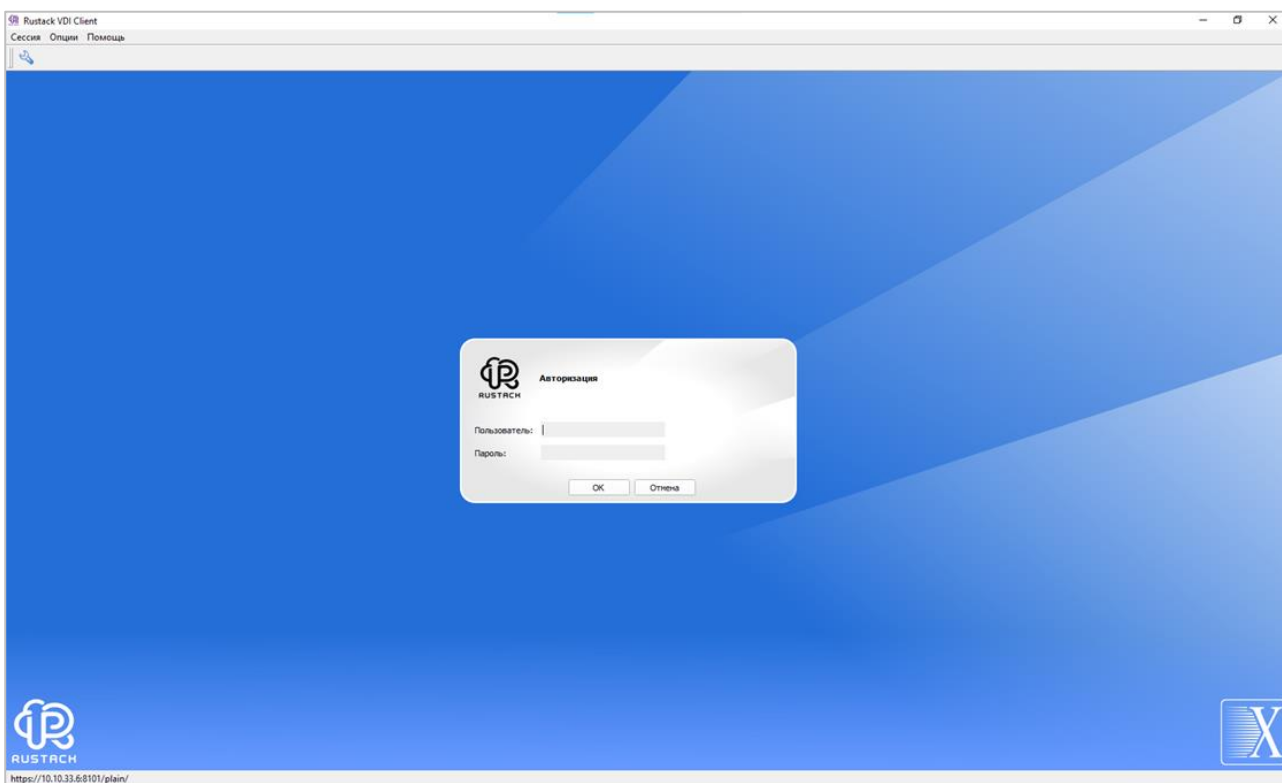 Rustack VDI Client
Сессия Опции Помощь
RUSTACK
Авторизация
Пользователь:
Пароль:
OK Отмена
RUSTACK
X
https://10.10.33.6:8101/plain/